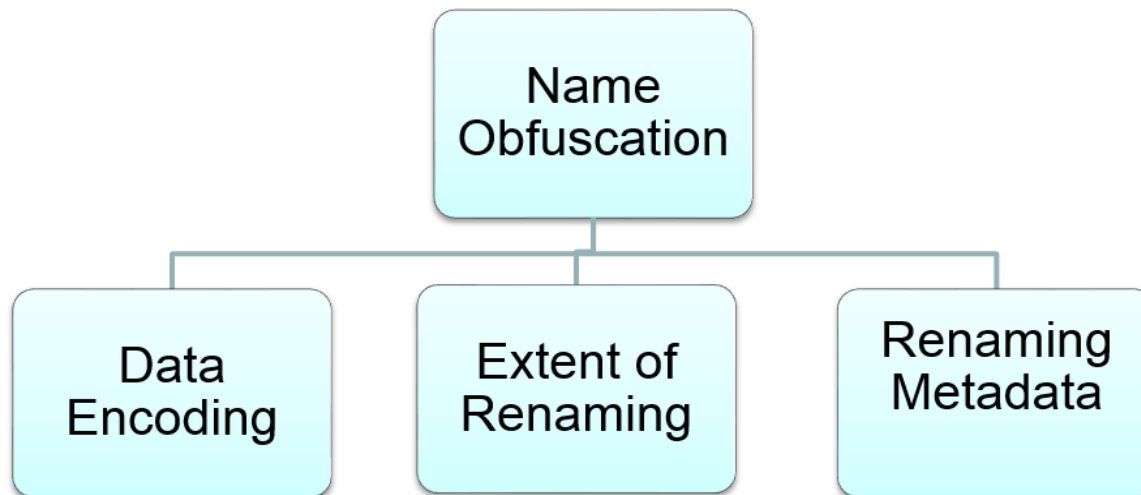 Name
Obfuscation
Data
Encoding
Extent of
Renaming
Renaming
Metadata